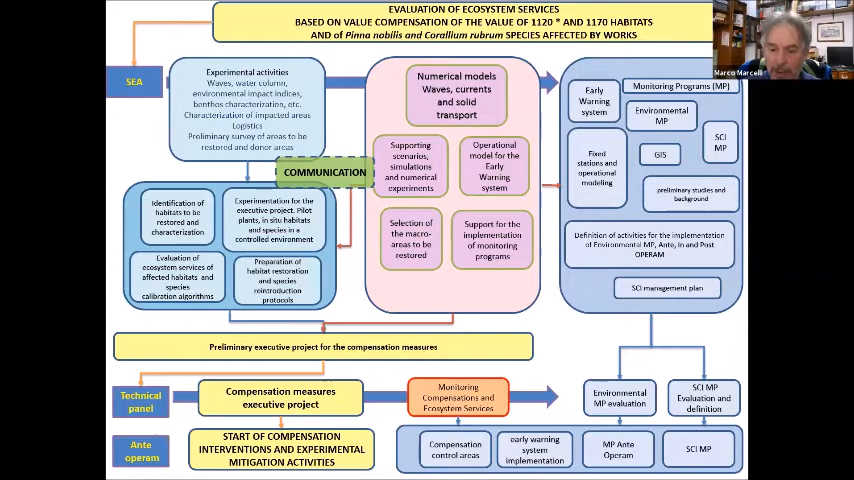 EVALUATION OF ECOSYSTEM SERVICES
BASED ON VALUE COMPENSATION OF THE VALUE OF 1120 * AND 1170 HABITATS
AND of Pinna nobilis and Corallium rubrum SPECIES AFFECTED BY WORKS
Marco Marcelli
SEA
Experimental activities
Waves, water column,
environmental impact indices,
benthos characterization, etc.
Characterization of impacted areas
Logistics
Preliminary survey of areas to be
restored and donor areas
COMMUNICATION
Identification of
habitats to be
restored and
characterization
Experimentation for the
executive project. Pilot
plants, in situ habitats
and species in a
controlled environment
Evaluation of
ecosystem services of
affected habitats and
species
calibration algorithms
Preparation of
habitat restoration and
species
reintroduction
protocols
Numerical models
Waves, currents
and solid
transport
Supporting
scenarios,
simulations
and numerical
experiments
Operational
model for the
Early
Warning
system
Selection of
the macro-
areas to be
restored
Support for the
implementation
of monitoring
programs
Early
Warning
system
Monitoring Programs (MP)
Environmental
MP
SCI
MP
Fixed
stations and
operational
modeling
GIS
preliminary studies and
background
Definition of activities for the implementation
of Environmental MP, Ante, In and Post
OPERAM
SCI management plan
Preliminary executive project for the compensation measures
Technical
panel
Compensation measures
executive project
Monitoring
Compensations and
Ecosystem Services
Environmental
MP evaluation
SCI MP
Evaluation and
definition
Ante
operam
START OF COMPENSATION
INTERVENTIONS AND EXPERIMENTAL
MITIGATION ACTIVITIES
Compensation
control areas
early warning
system
implementation
MP Ante
Operam
SCI MP